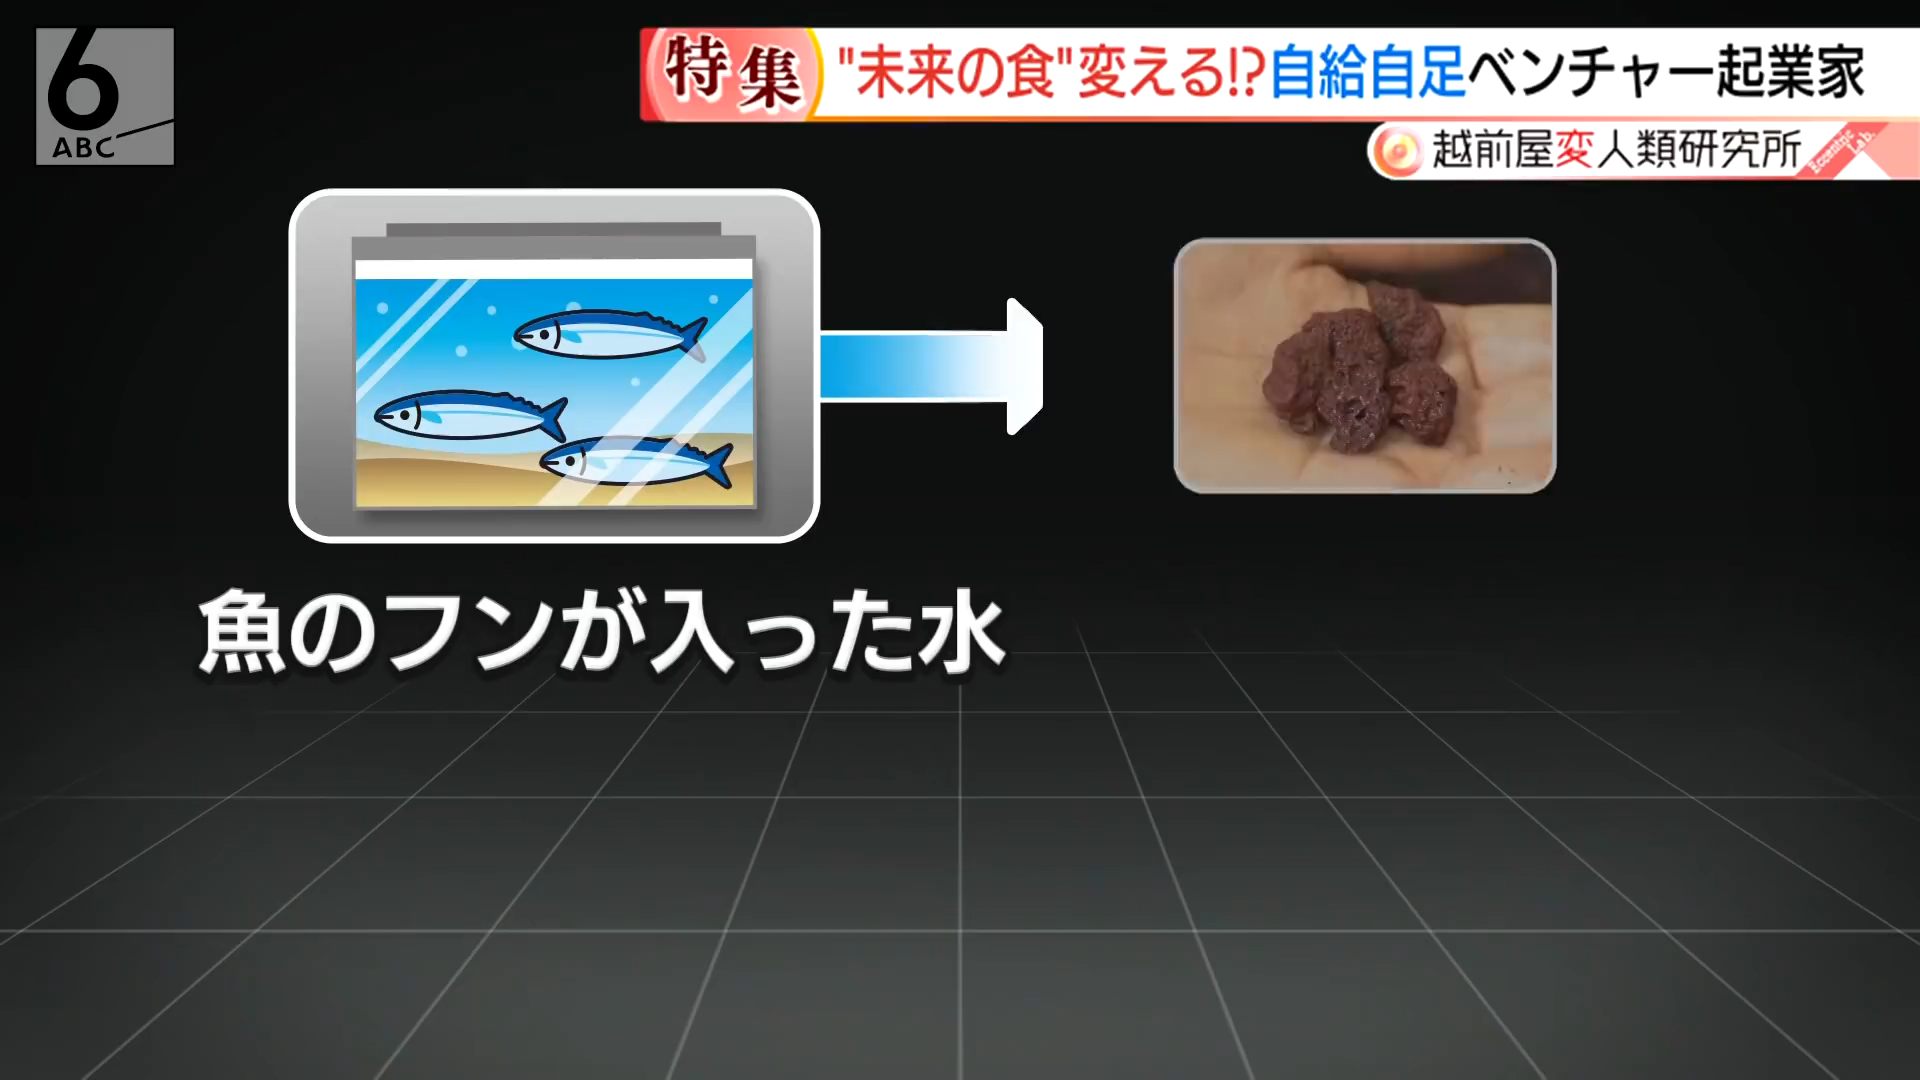 6
ABC
特集
"未来の食"変える!?自給自足ベンチャー起業家
越前屋変人類研究所
Eccentric Lab.
魚のフンが入った水